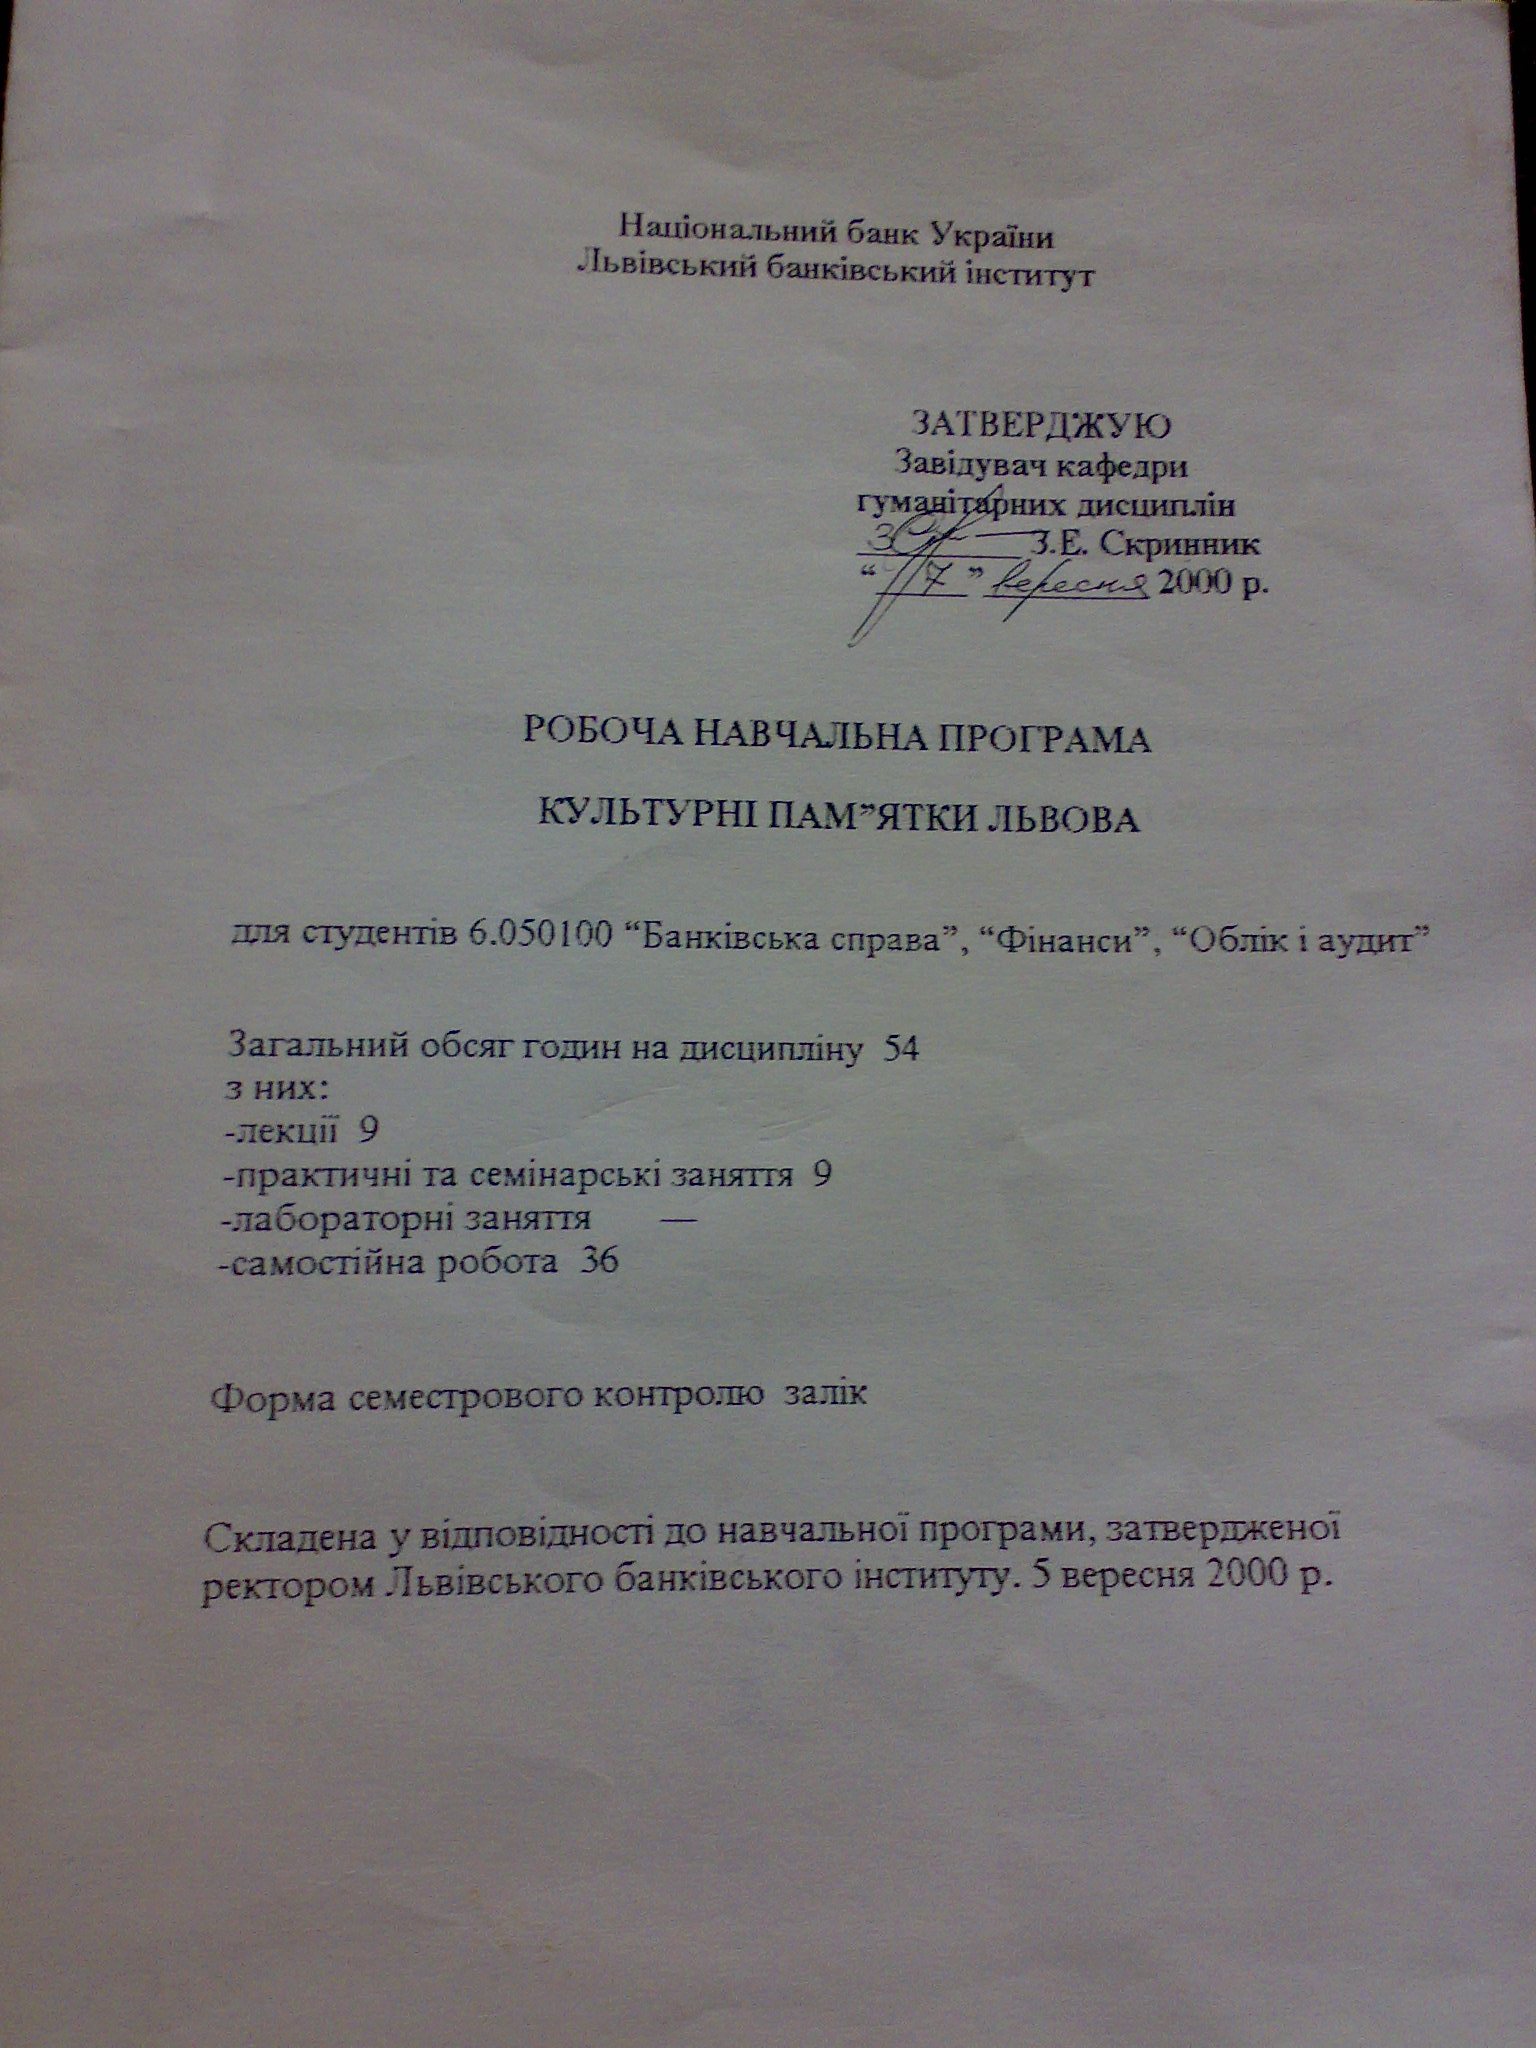 Національний банк України
Львівський банківський інститут
ЗАТВЕРДЖУЮ
Завідувач кафедри
гуманітарних дисциплін
З.Е. Скринник
“ 7 ” вересня 2000 р.
РОБОЧА НАВЧАЛЬНА ПРОГРАМА
КУЛЬТУРНІ ПАМ”ЯТКИ ЛЬВОВА
для студентів 6.050100 “Банківська справа”, “Фінанси”, “Облік і аудит”
Загальний обсяг годин на дисципліну 54
з них:
-лекції 9
-практичні та семінарські заняття 9
-лабораторні заняття —
-самостійна робота 36
Форма семестрового контролю залік
Складена у відповідності до навчальної програми, затвердженої
ректором Львівського банківського інституту. 5 вересня 2000 р.